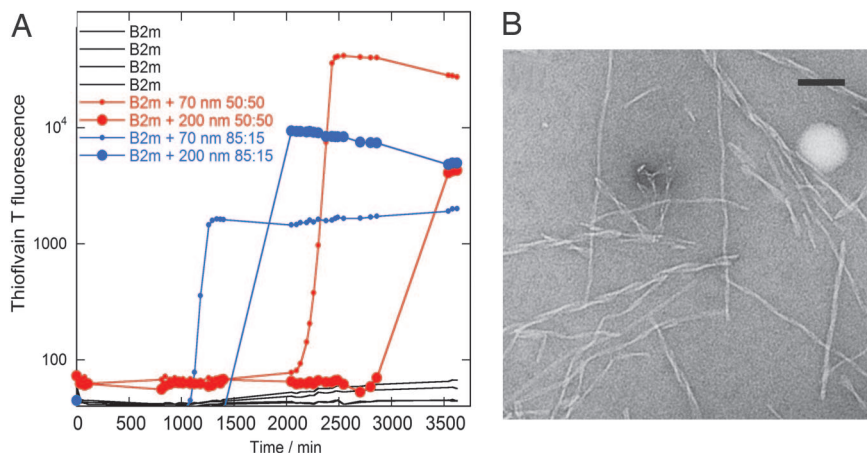 A
B2m
B2m
B2m
B2m
B2m + 70 nm 50:50
B2m + 200 nm 50:50
B2m + 70 nm 85:15
B2m + 200 nm 85:15
10⁴
1000
100
Thioflvain T fluorescence
0 500 1000 1500 2000 2500 3000 3500
Time / min
B